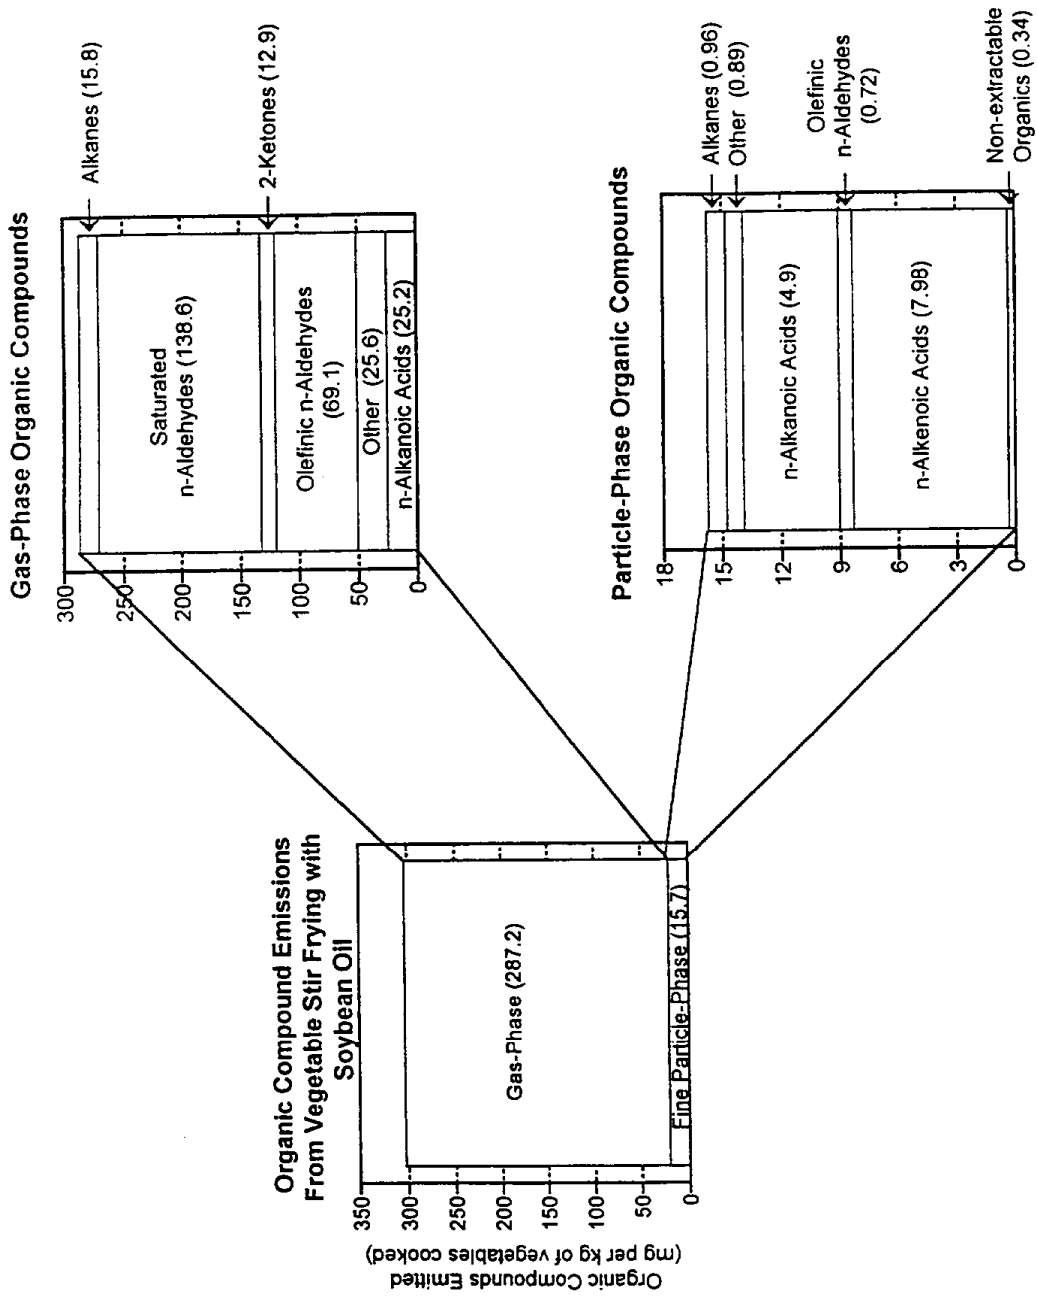 Organic Compound Emissions
From Vegetable Stir Frying with
Soybean Oil
Organic Compounds Emitted
(mg per kg of vegetables cooked)
350
300
250
200
150
100
50
0
Gas-Phase (287.2)
Fine Particle-Phase (15.7)
Gas-Phase Organic Compounds
300
250
200
150
100
50
0
Alkanes (15.8)
Saturated
n-Aldehydes (138.6)
2-Ketones (12.9)
Olefinic n-Aldehydes
(69.1)
Other (25.6)
n-Alkanoic Acids (25.2)
Particle-Phase Organic Compounds
18
15
12
9
6
3
0
Alkanes (0.96)
Other (0.89)
n-Alkanoic Acids (4.9)
Olefinic
n-Aldehydes
(0.72)
n-Alkenoic Acids (7.98)
Non-extractable
Organics (0.34)